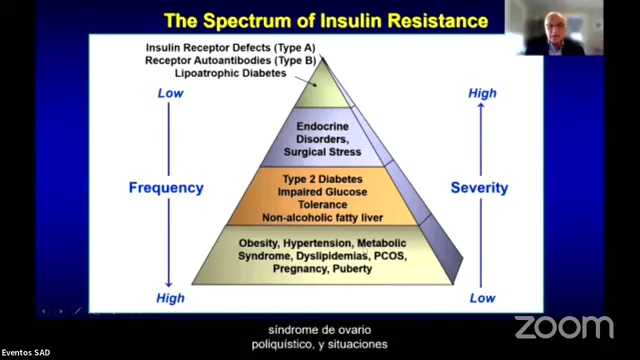 The Spectrum of Insulin Resistance
Insulin Receptor Defects (Type A)
Receptor Autoantibodies (Type B)
Lipoatrophic Diabetes
Low
High
Endocrine
Disorders,
Surgical Stress
Type 2 Diabetes
Impaired Glucose
Tolerance
Non-alcoholic fatty liver
Frequency
Severity
Obesity, Hypertension, Metabolic
Syndrome, Dyslipidemias, PCOS,
Pregnancy, Puberty
High
Low
zoom
síndrome de ovario
poliquístico, y situaciones
Eventos SAD